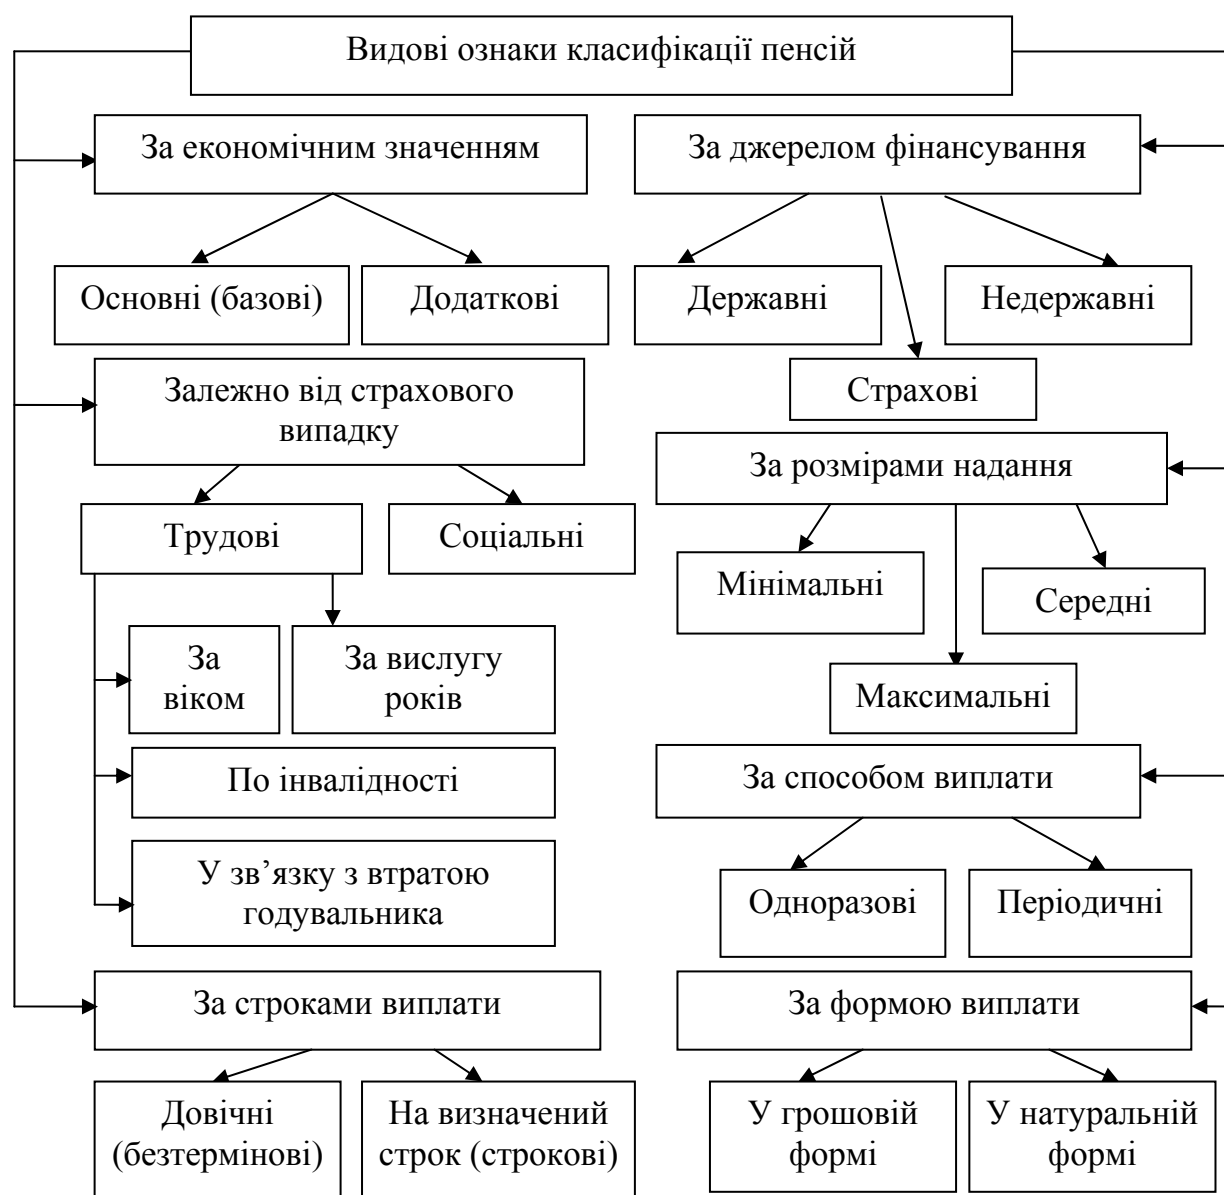 Видові ознаки класифікації пенсій
За економічним значенням
За джерелом фінансування
Основні (базові)
Додаткові
Державні
Недержавні
Страхові
Залежно від страхового
випадку
За розмірами надання
Трудові
Соціальні
Мінімальні
Середні
Максимальні
За
віком
За вислугу
років
По інвалідності
У зв’язку з втратою
годувальника
За способом виплати
Одноразові
Періодичні
За строками виплати
За формою виплати
Довічні
(безтермінові)
На визначений
строк (строкові)
У грошовій
формі
У натуральній
формі